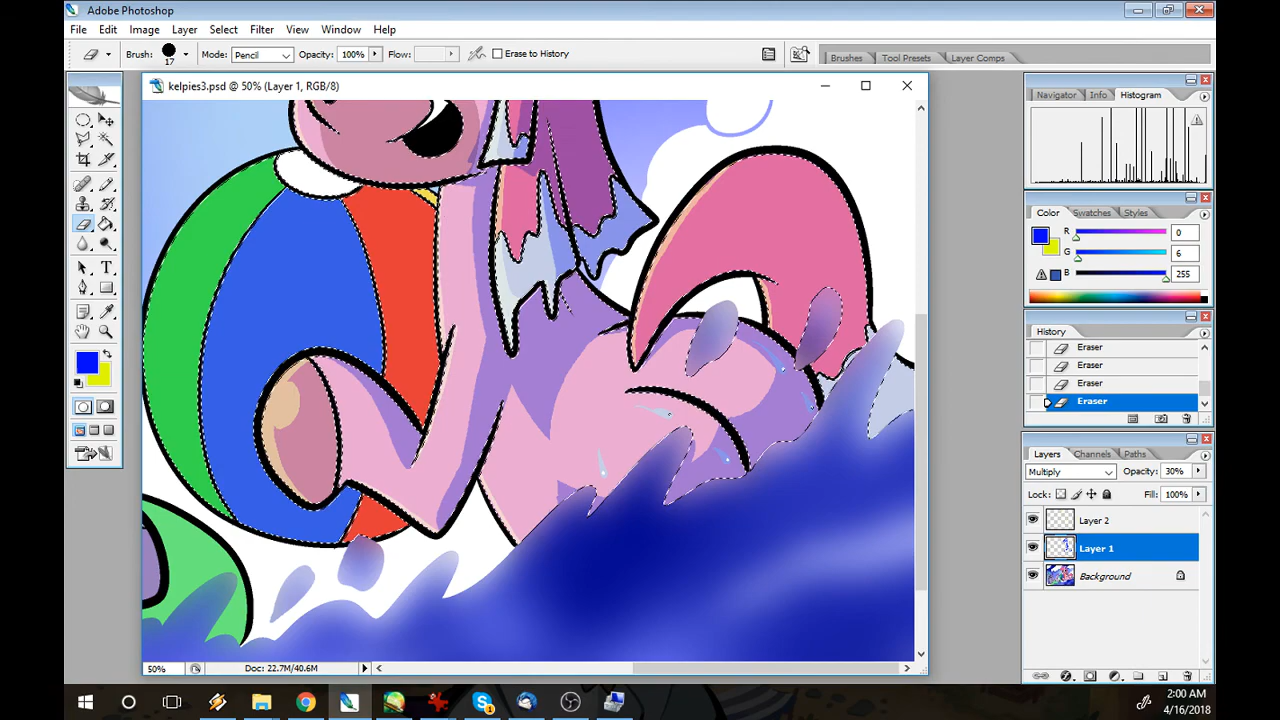 Adobe Photoshop
File Edit Image Layer Select Filter View Window Help
Brush: 17 Mode: Pencil Opacity: 100% Flow: Erase to History Brushes Tool Presets Layer Comps
kelpies3.psd @ 50% (Layer 1, RGB/8)
Navigator Info Histogram
Color Swatches Styles
R 0
G 6
B 255
History
Eraser
Eraser
Eraser
Eraser
Layers Channels Paths
Multiply Opacity: 30%
Lock: Fill: 100%
Layer 2
Layer 1
Background
50% Doc: 22.7M/40.6M
2:00 AM
4/16/2018